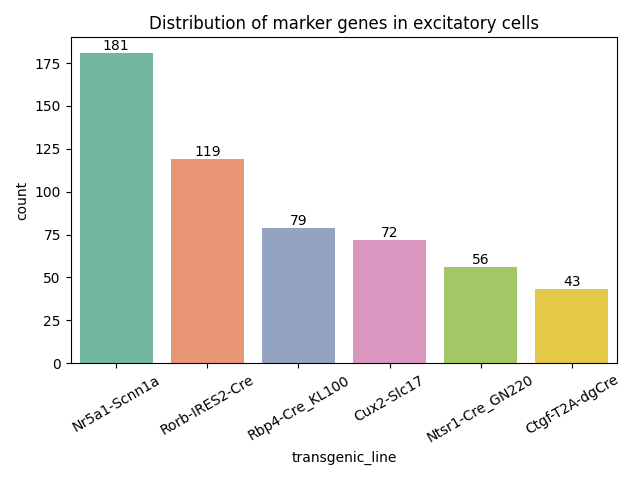 Distribution of marker genes in excitatory cells
181
119
79
72
56
43
175
150
125
100
75
50
25
0
count
Nr5a1-Scnn1a
Rorb-IRES2-Cre
Rbp4-Cre_KL100
Cux2-Slc17
Ntsr1-Cre_GN220
Ctgf-T2A-dgCre
transgenic_line